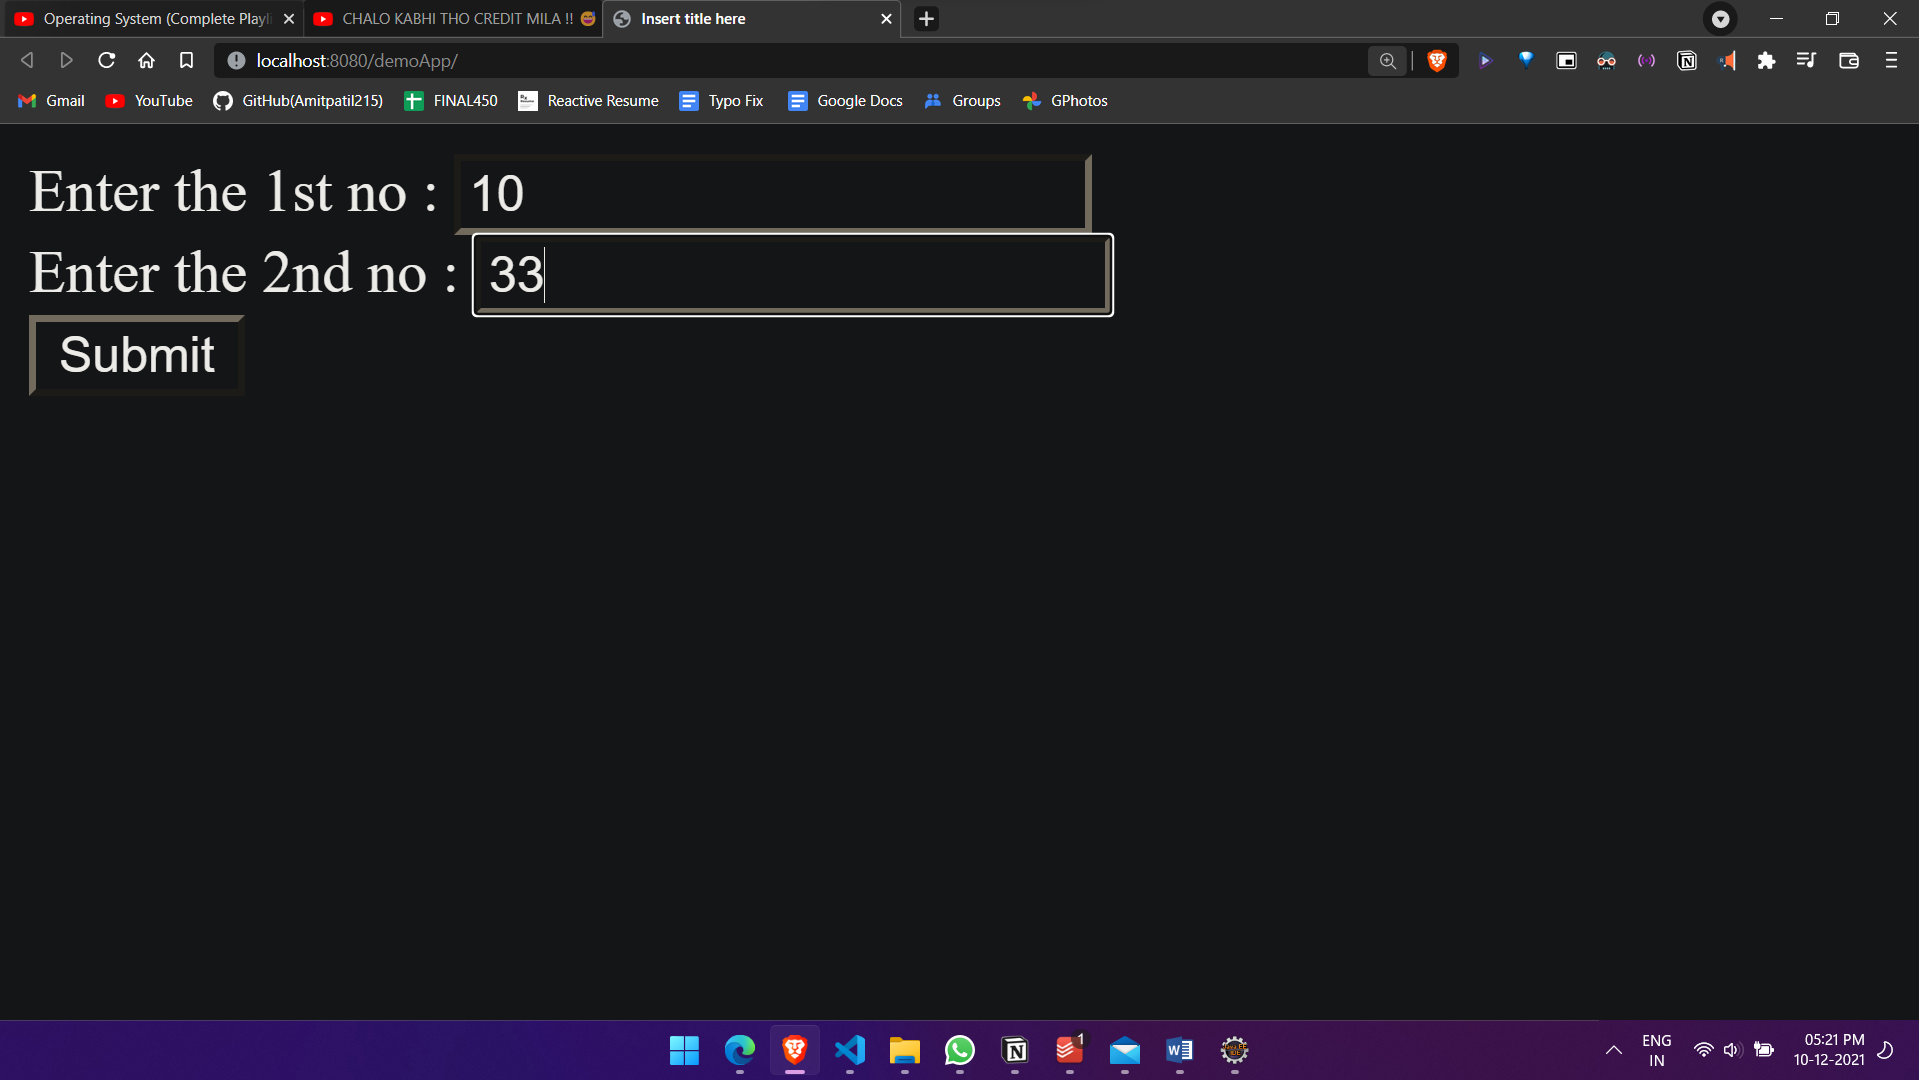 Operating System (Complete Playli
CHALO KABHI THO CREDIT MILA !! 😅
Insert title here
localhost:8080/demoApp/
Gmail
YouTube
GitHub(Amitpatil215)
FINAL450
Reactive Resume
Typo Fix
Google Docs
Groups
GPhotos
Enter the 1st no : 10
Enter the 2nd no : 33
Submit
1
ENG
IN
05:21 PM
10-12-2021